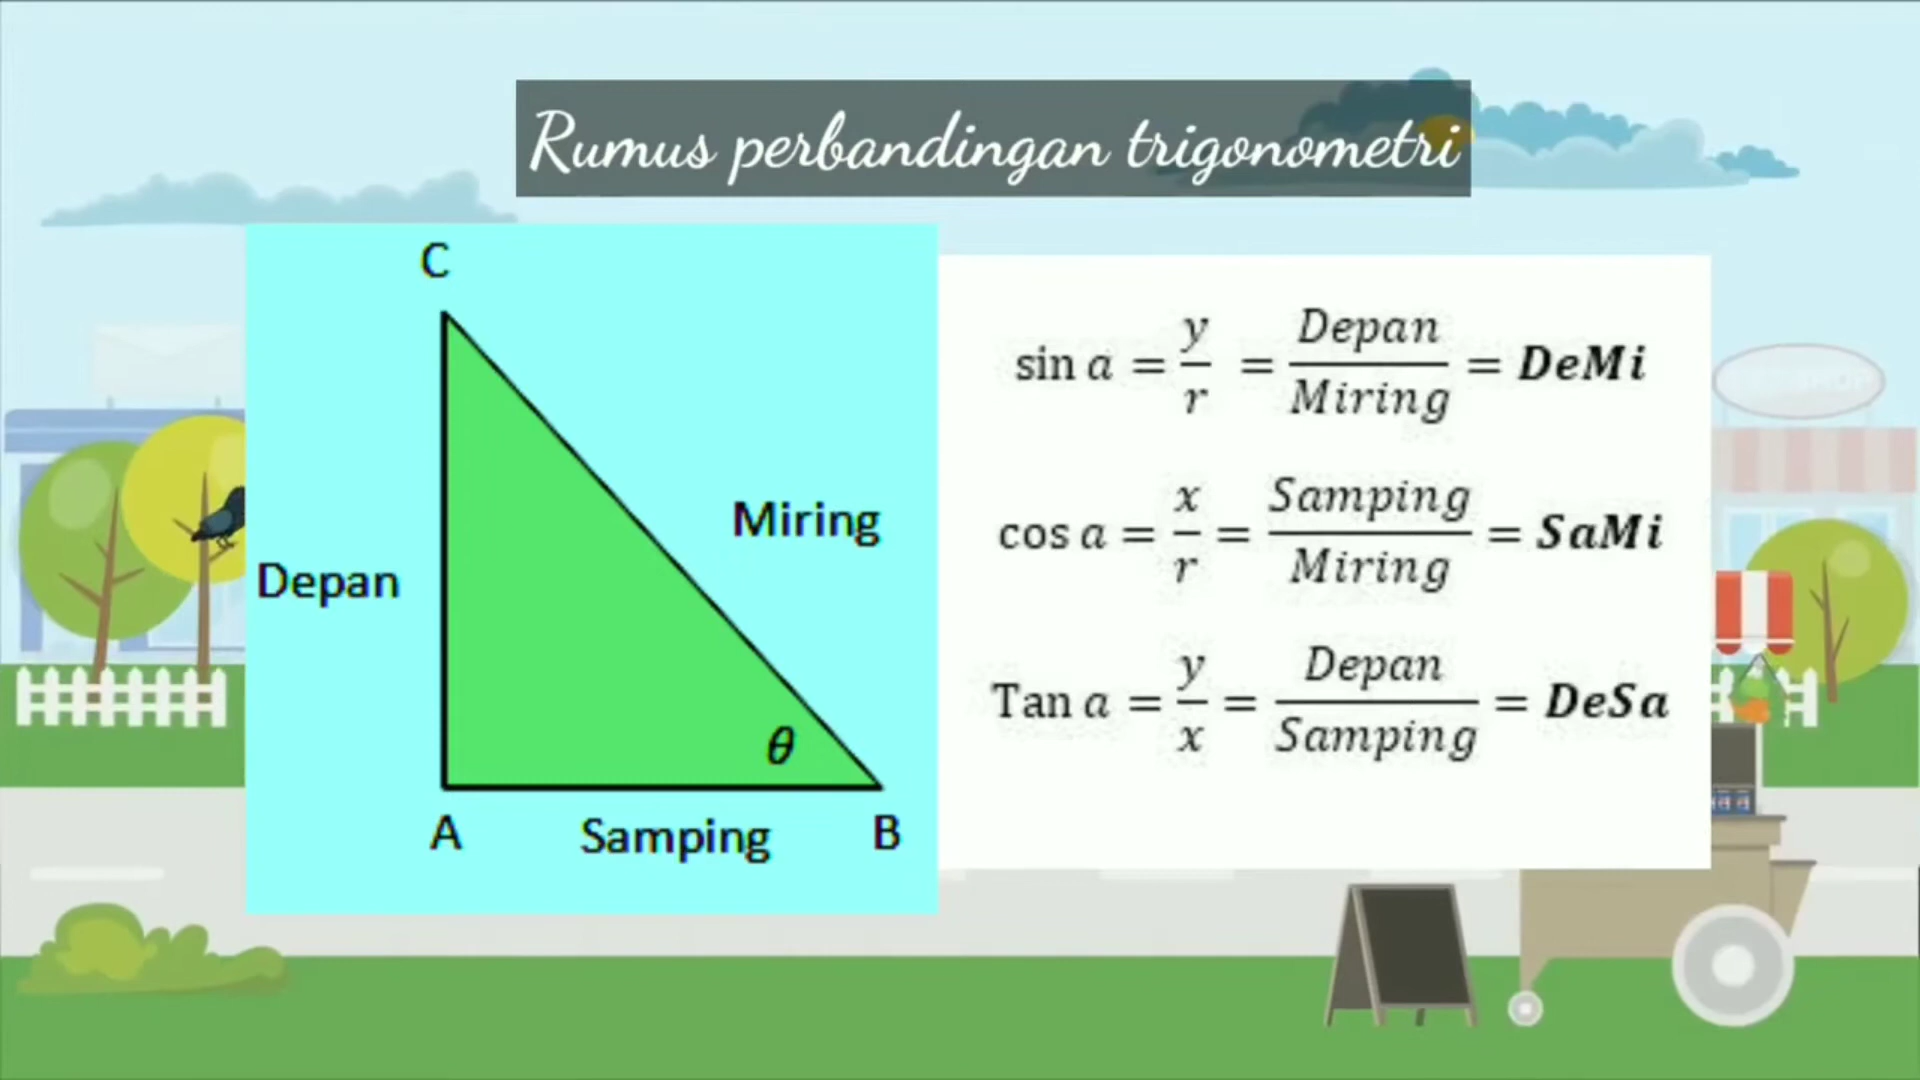 Rumus perbandingan trigonometri
C
Miring
Depan
θ
A
Samping
B
sin a = y/r = Depan/Miring = DeMi
cos a = x/r = Samping/Miring = SaMi
Tan a = y/x = Depan/Samping = DeSa